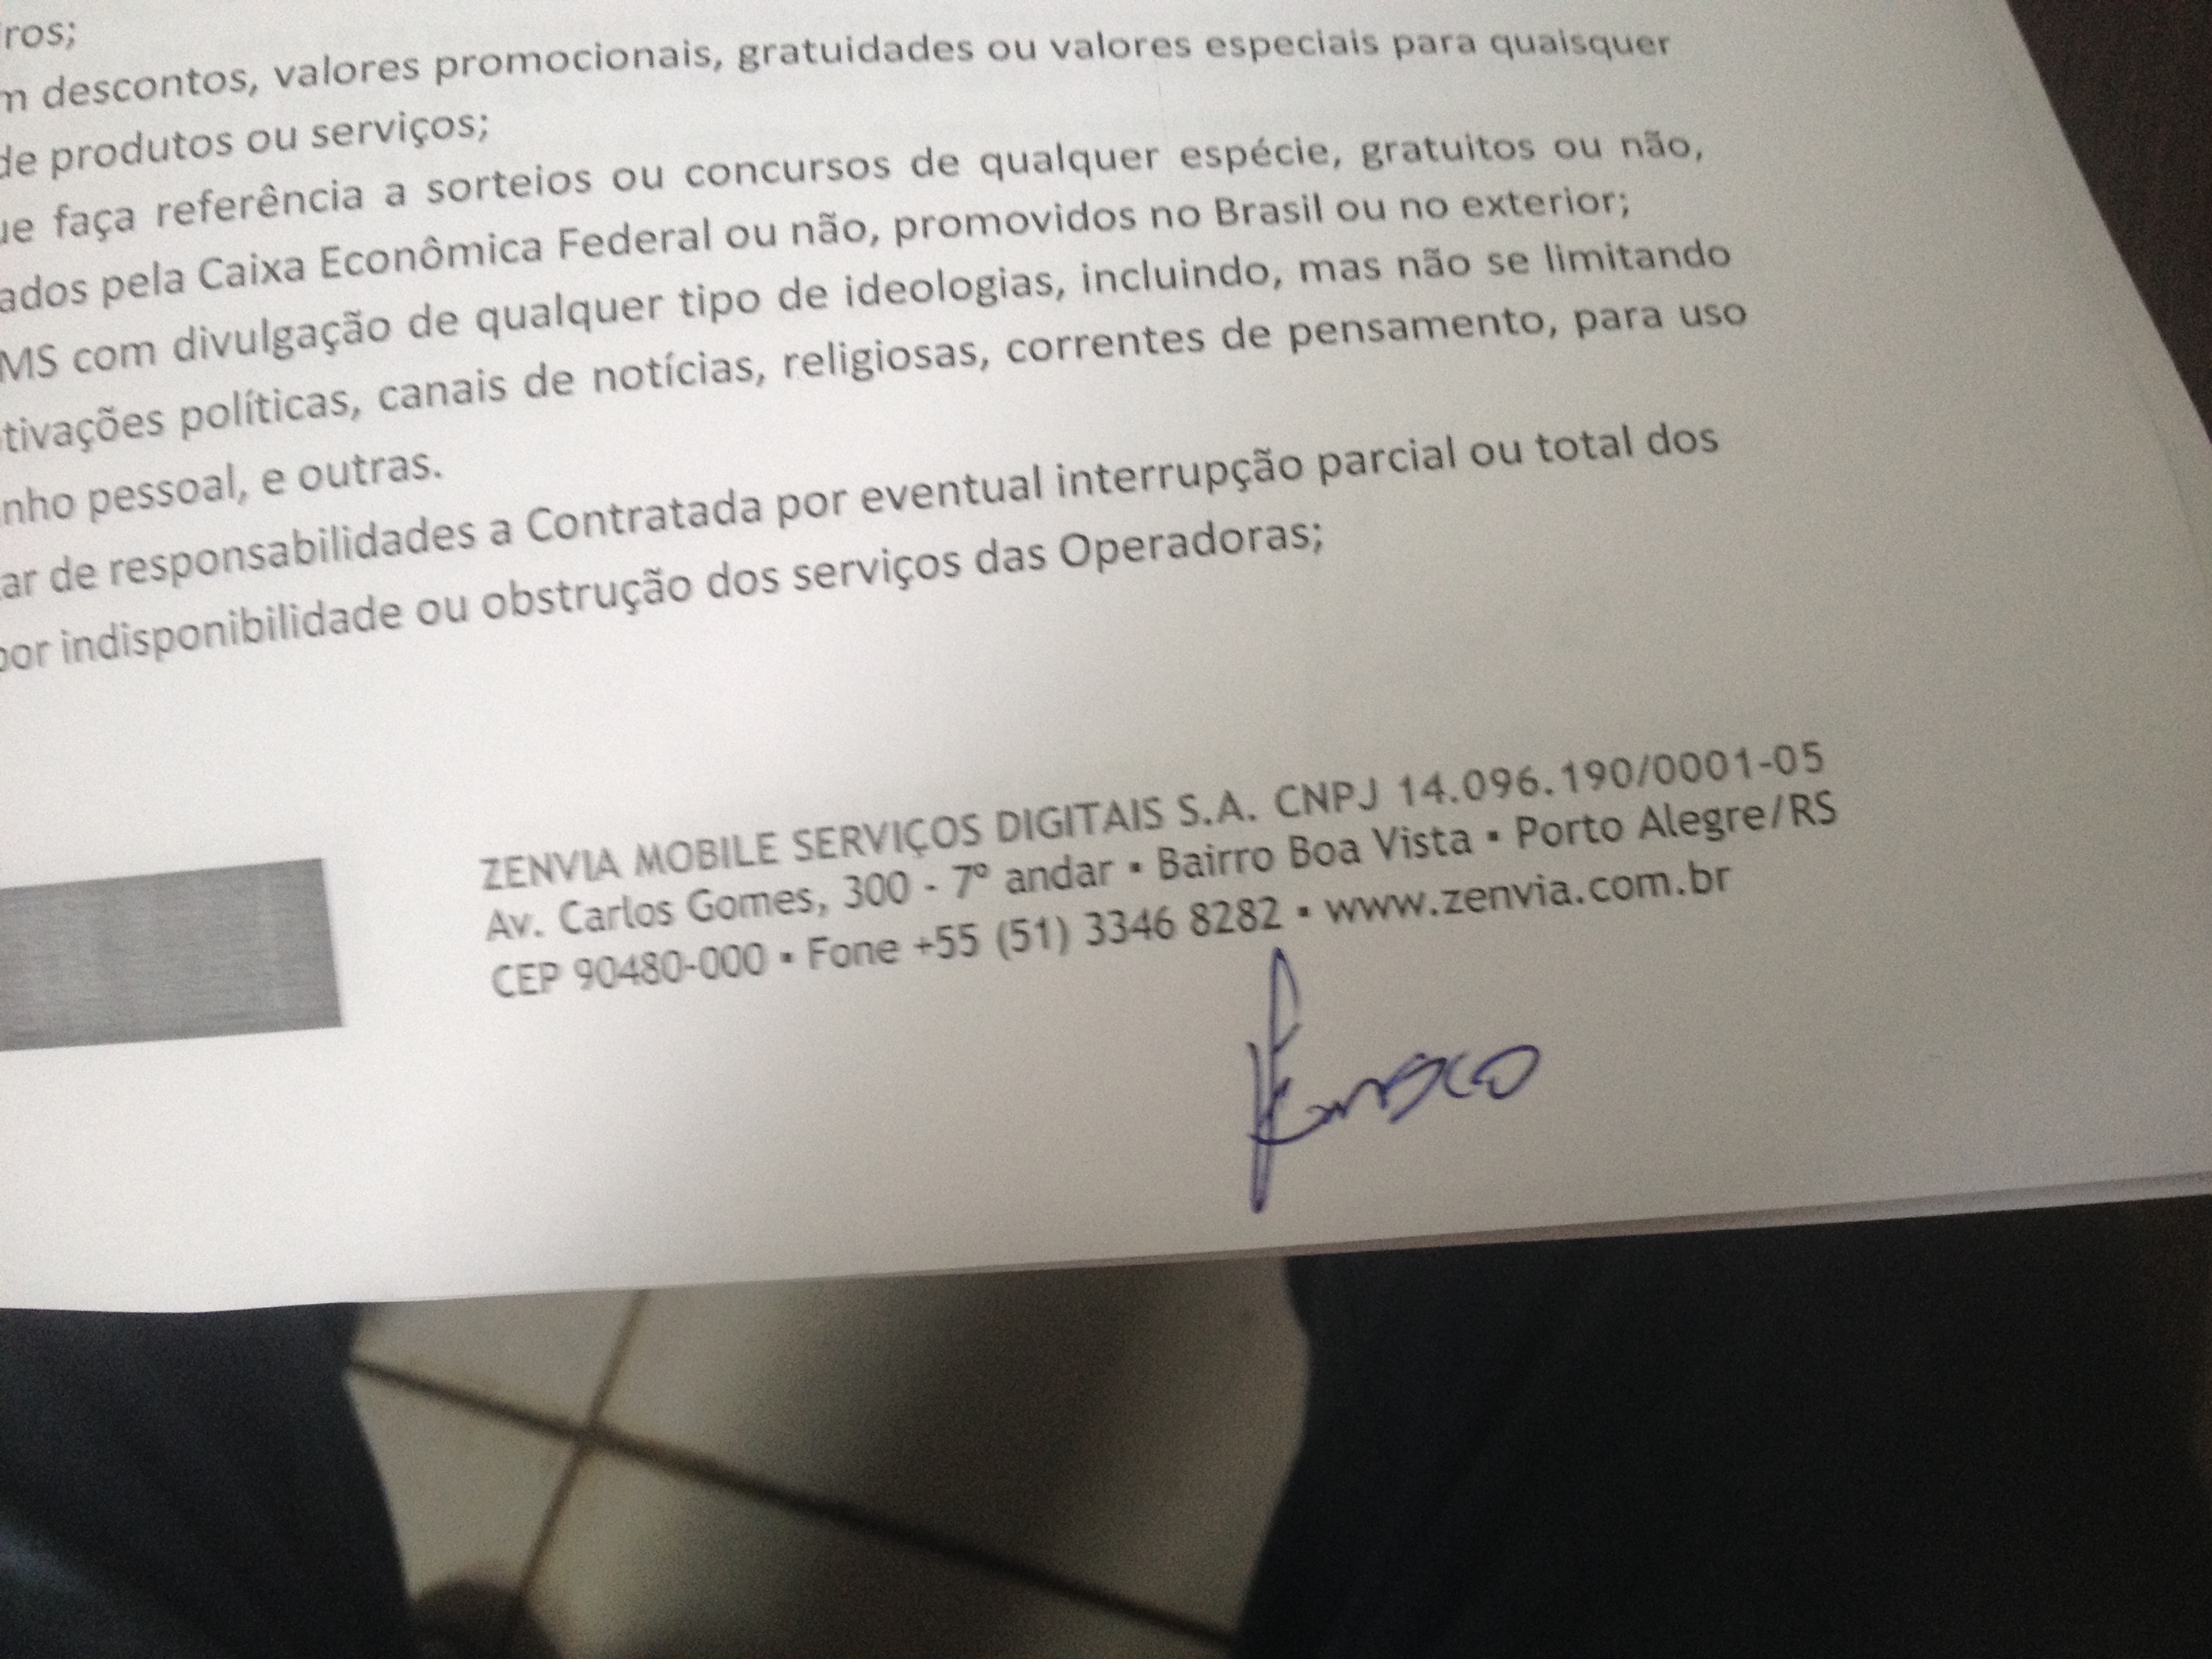 ros;
m descontos, valores promocionais, gratuidades ou valores especiais para quaisquer
de produtos ou serviços;
ue faça referência a sorteios ou concursos de qualquer espécie, gratuitos ou não,
ados pela Caixa Econômica Federal ou não, promovidos no Brasil ou no exterior;
MS com divulgação de qualquer tipo de ideologias, incluindo, mas não se limitando
tivações políticas, canais de notícias, religiosas, correntes de pensamento, para uso
nho pessoal, e outras.
ar de responsabilidades a Contratada por eventual interrupção parcial ou total dos
por indisponibilidade ou obstrução dos serviços das Operadoras;
ZENVIA MOBILE SERVIÇOS DIGITAIS S.A. CNPJ 14.096.190/0001-05
Av. Carlos Gomes, 300 - 7º andar ▪ Bairro Boa Vista ▪ Porto Alegre/RS
CEP 90480-000 ▪ Fone +55 (51) 3346 8282 ▪ www.zenvia.com.br